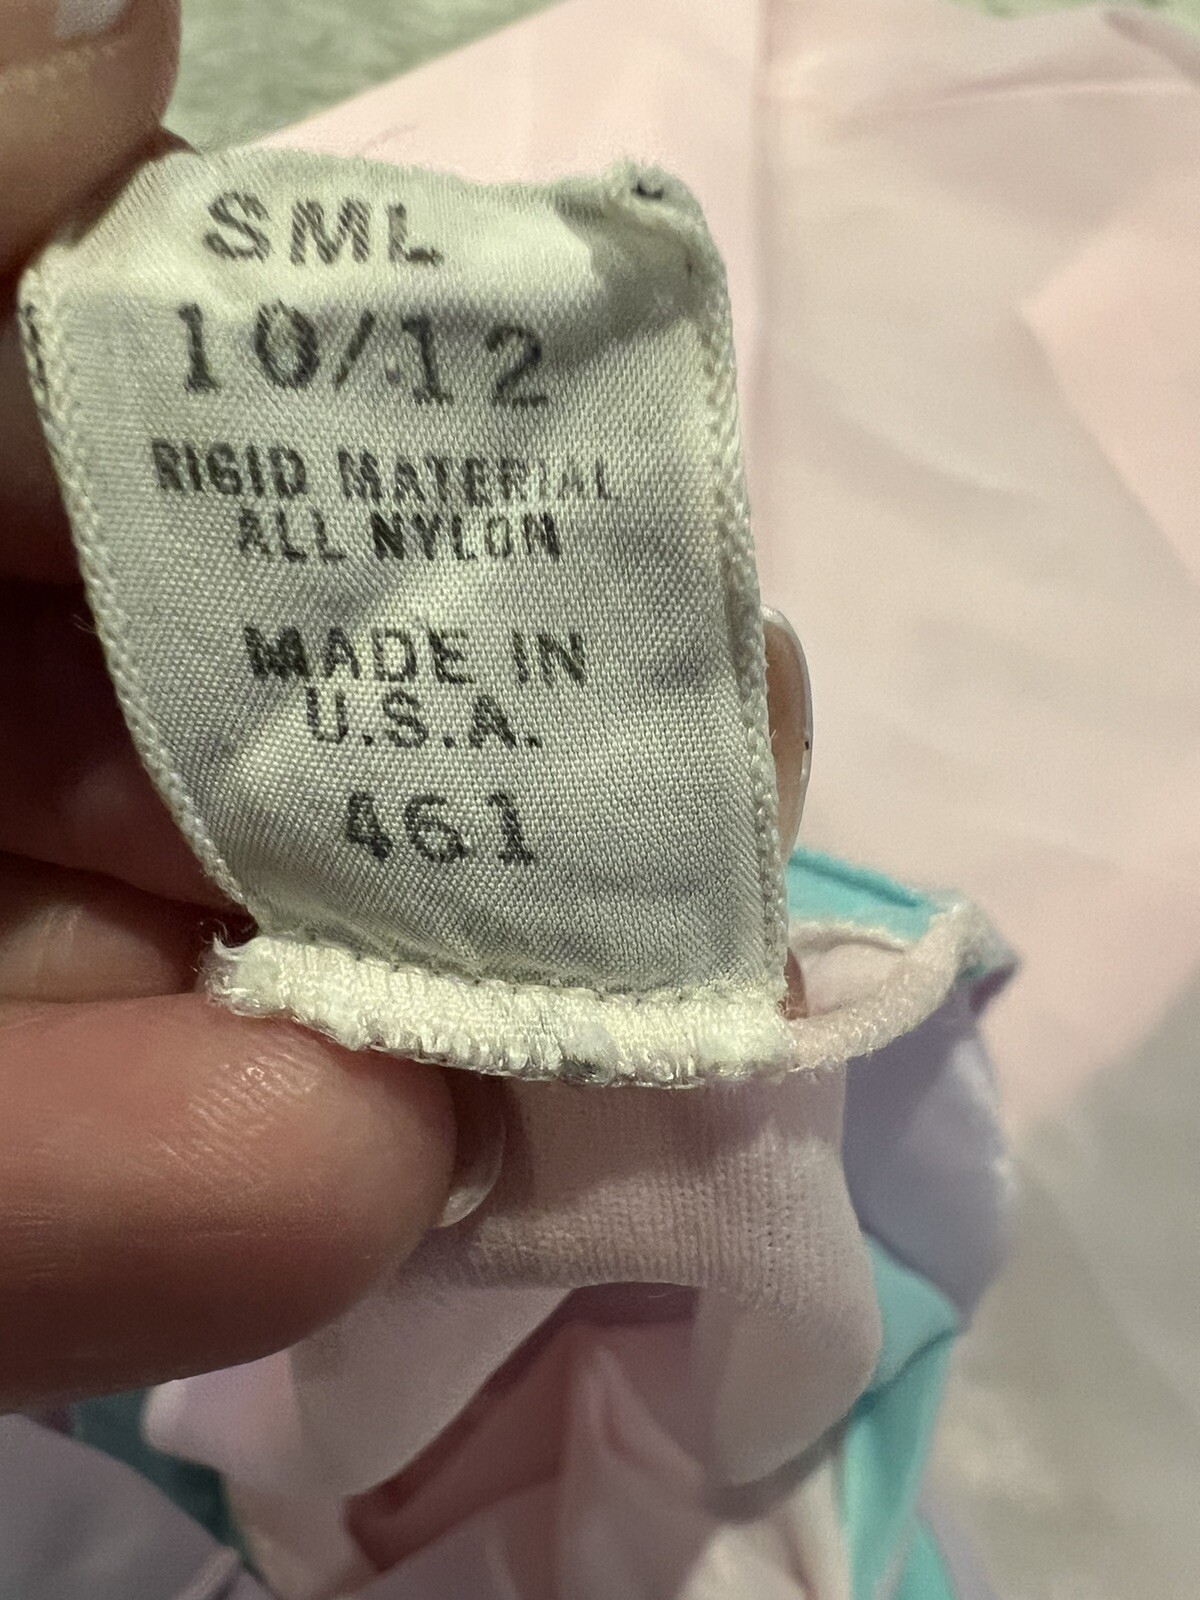 SML
10/12
RIGID MATERIAL
ALL NYLON
MADE IN
U.S.A.
461